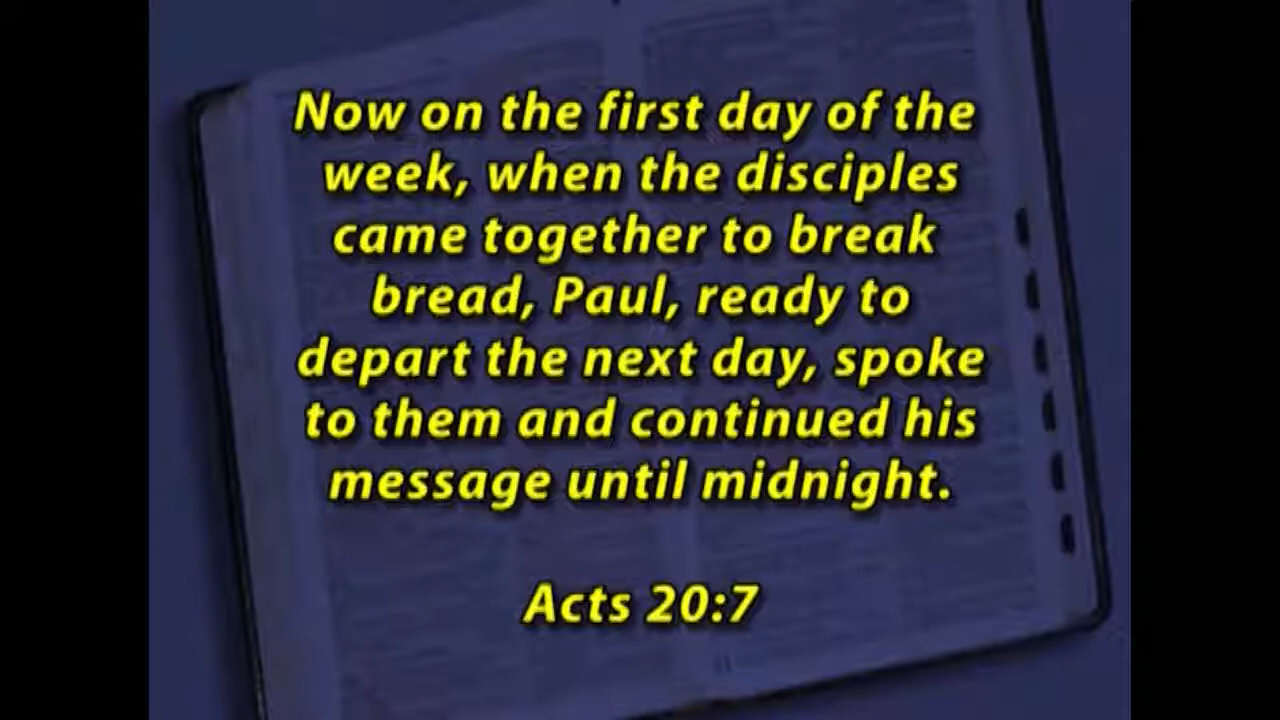 Now on the first day of the
week, when the disciples
came together to break
bread, Paul, ready to
depart the next day, spoke
to them and continued his
message until midnight.
Acts 20:7